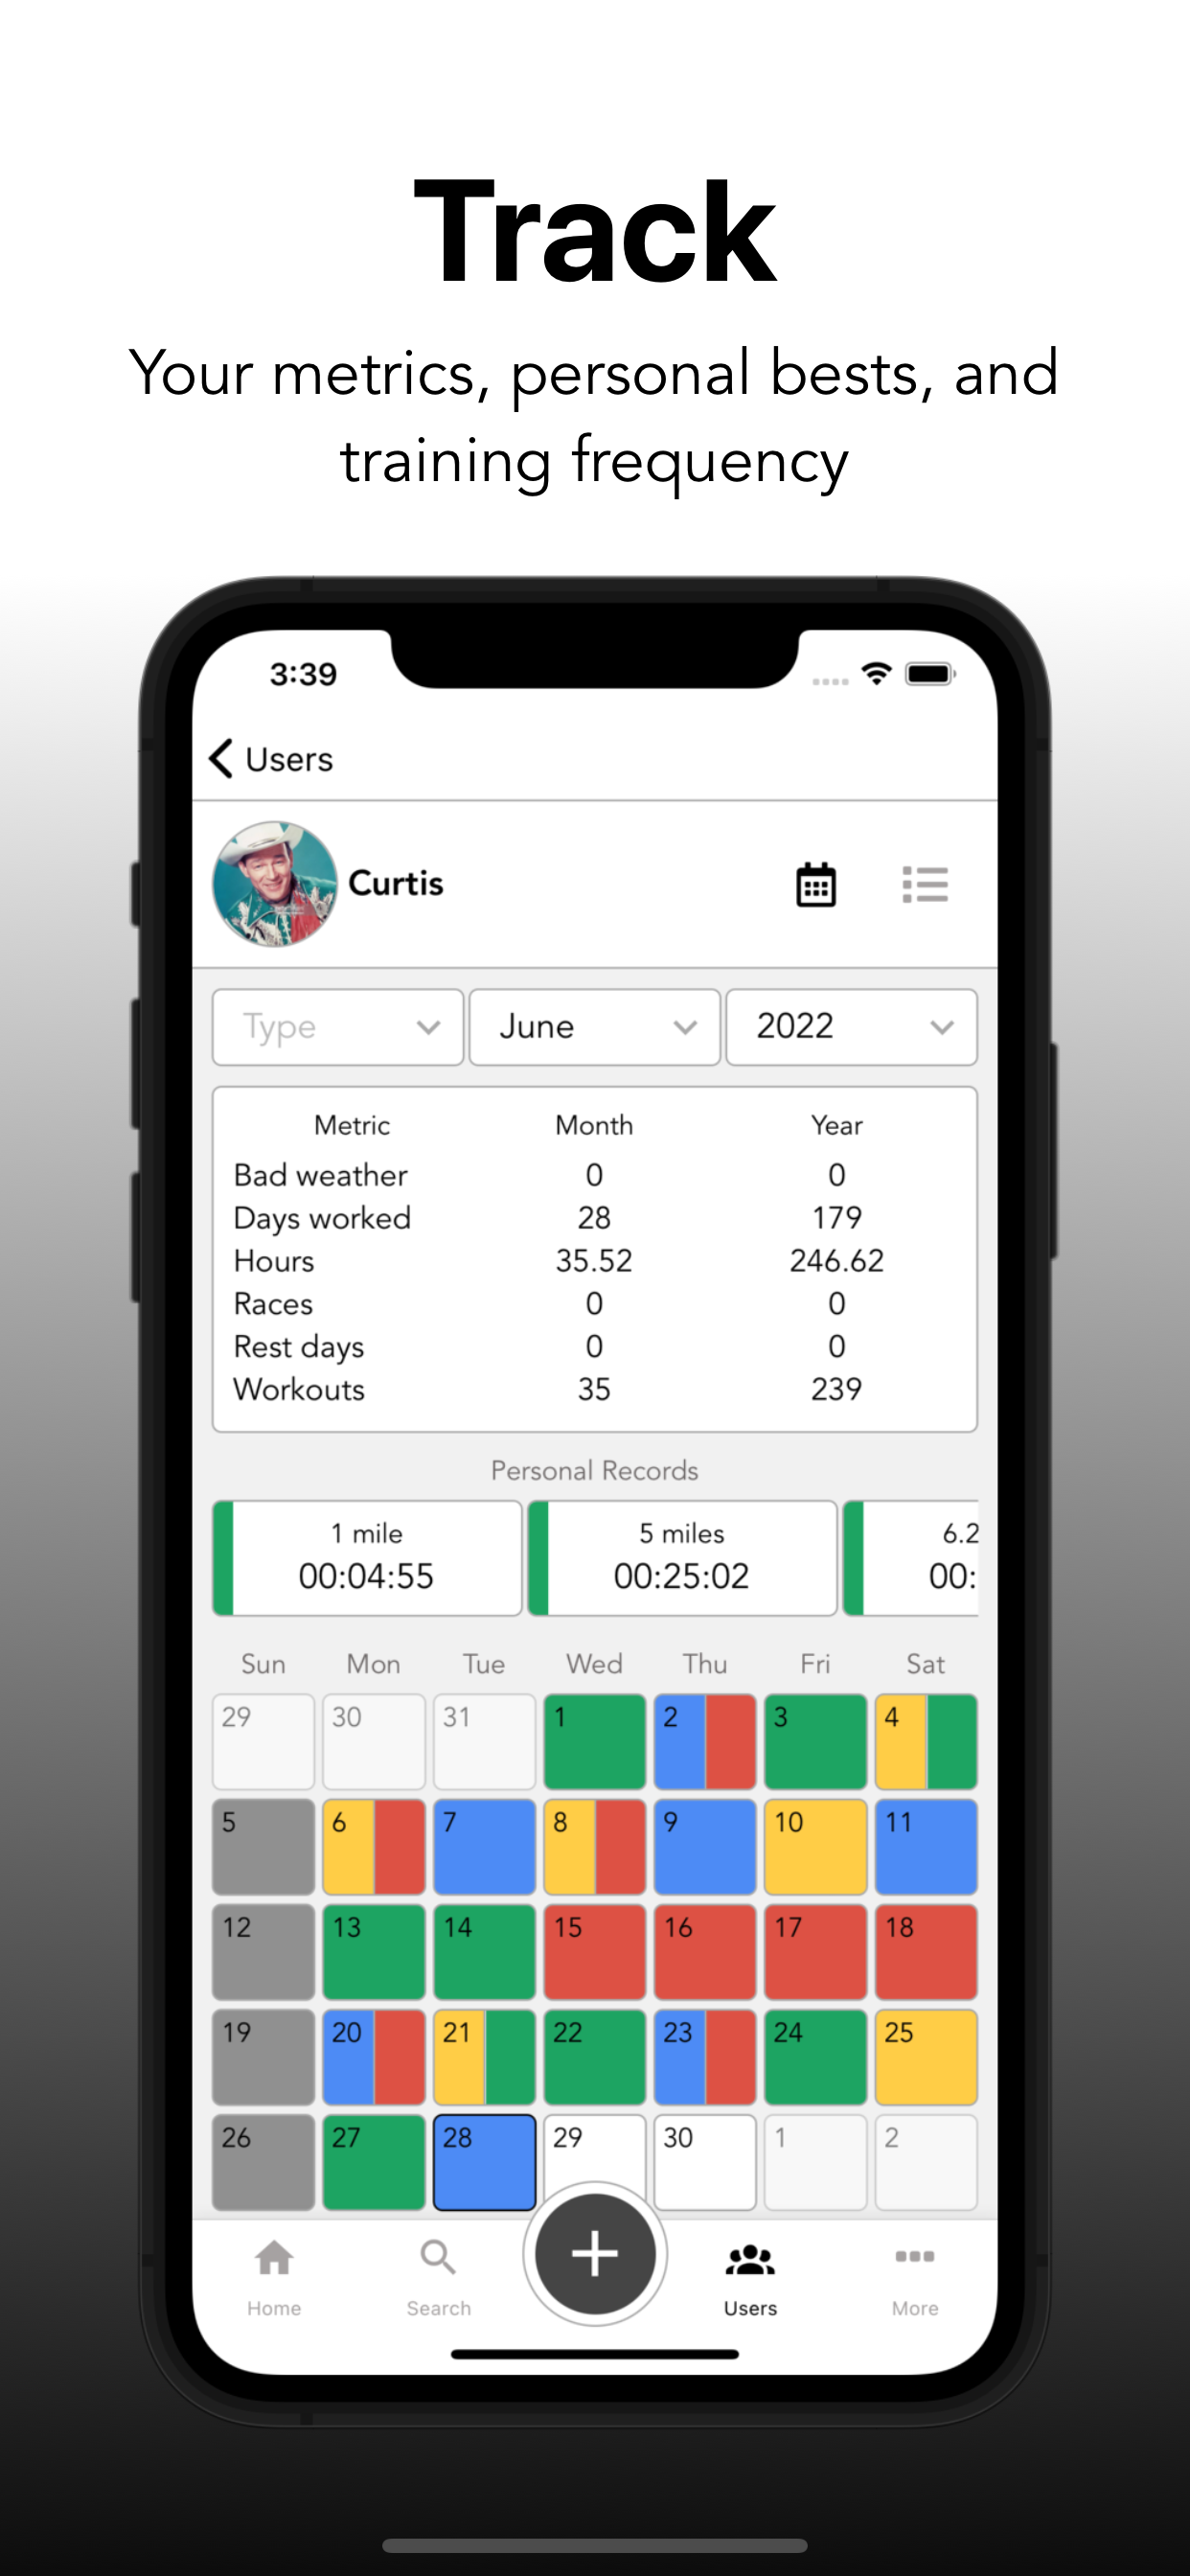 Track
Your metrics, personal bests, and
training frequency
3:39
Users
Curtis
Type June 2022
Metric Month Year
Bad weather 0 0
Days worked 28 179
Hours 35.52 246.62
Races 0 0
Rest days 0 0
Workouts 35 239
Personal Records
1 mile 5 miles 6.2
00:04:55 00:25:02 00:
Sun Mon Tue Wed Thu Fri Sat
29 30 31 1 2 3 4
5 6 7 8 9 10 11
12 13 14 15 16 17 18
19 20 21 22 23 24 25
26 27 28 29 30 1 2
Home Search Users More